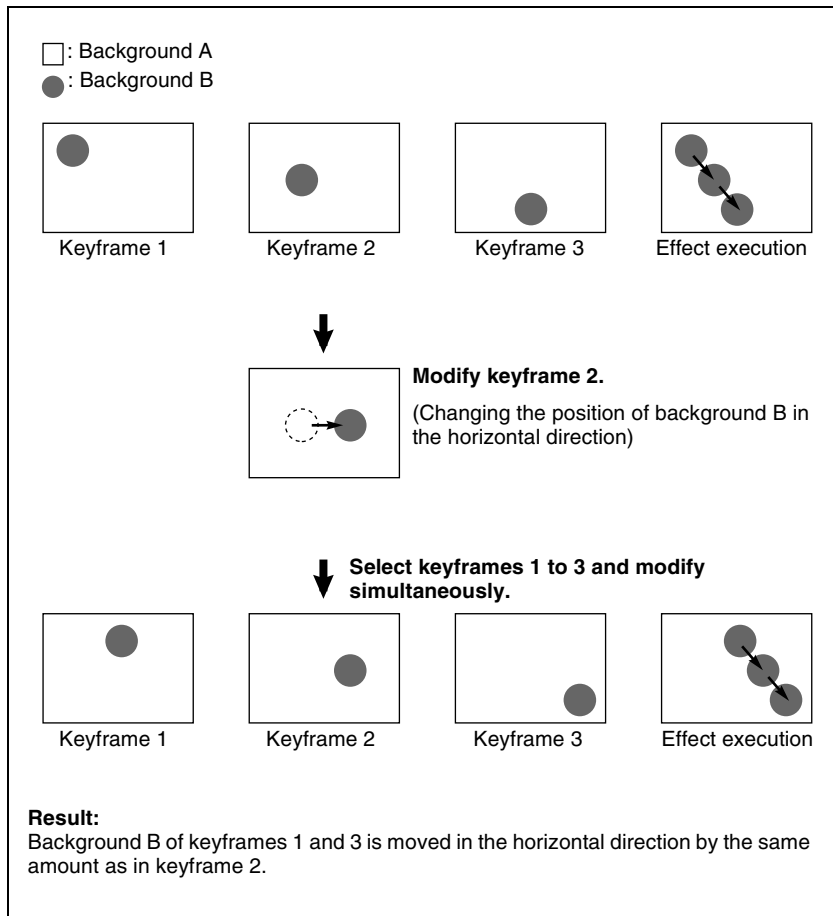 : Background A
: Background B
Keyframe 1
Keyframe 2
Keyframe 3
Effect execution
Modify keyframe 2.
(Changing the position of background B in
the horizontal direction)
Select keyframes 1 to 3 and modify
simultaneously.
Keyframe 1
Keyframe 2
Keyframe 3
Effect execution
Result:
Background B of keyframes 1 and 3 is moved in the horizontal direction by the same
amount as in keyframe 2.